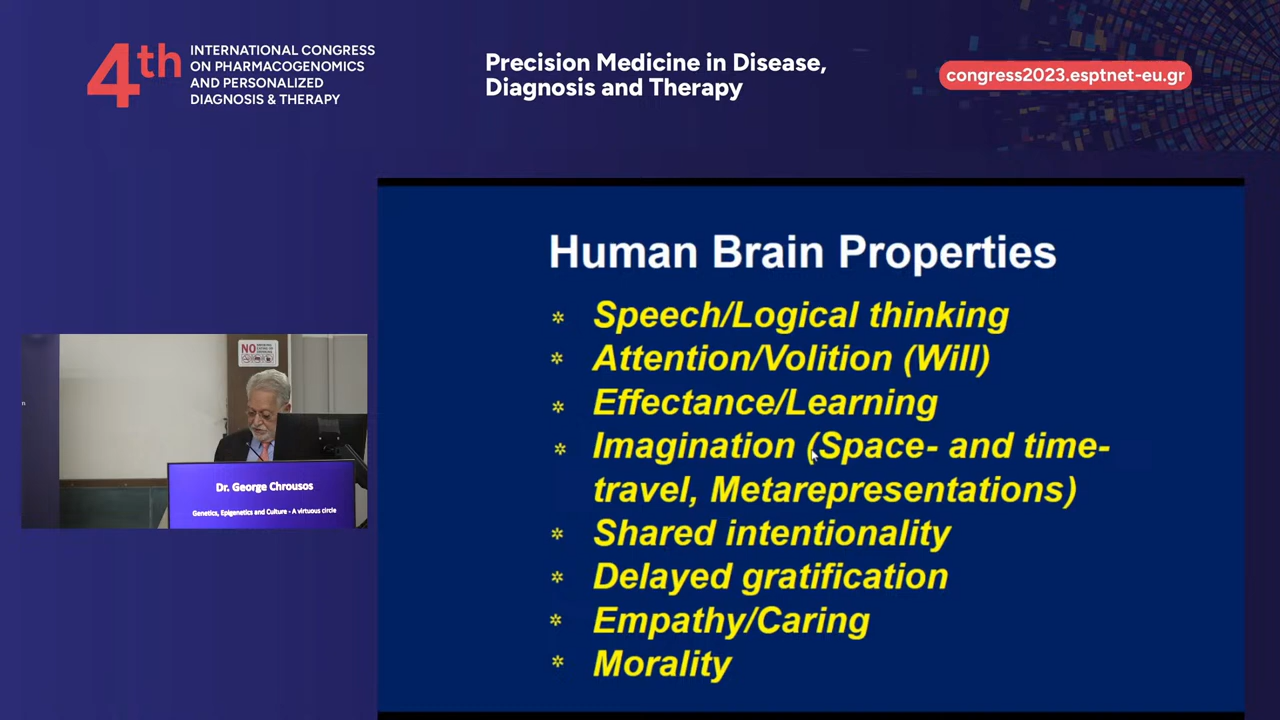 4th
INTERNATIONAL CONGRESS
ON PHARMACOGENOMICS
AND PERSONALIZED
DIAGNOSIS & THERAPY
Precision Medicine in Disease,
Diagnosis and Therapy
congress2023.esptnet-eu.gr
Human Brain Properties
* Speech/Logical thinking
* Attention/Volition (Will)
* Effectance/Learning
* Imagination (Space- and time-
travel, Metarepresentations)
* Shared intentionality
* Delayed gratification
* Empathy/Caring
* Morality
NO
Dr. George Chrousos
Genetics, Epigenetics and Culture - A virtuous circle